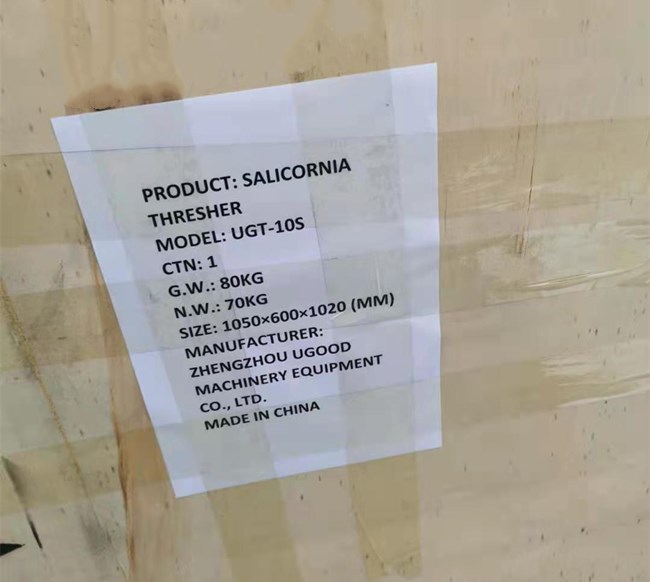 PRODUCT: SALICORNIA
THRESHER
MODEL: UGT-10S
CTN: 1
G.W.: 80KG
N.W.: 70KG
SIZE: 1050×600×1020 (MM)
MANUFACTURER:
ZHENGZHOU UGOOD
MACHINERY EQUIPMENT
CO., LTD.
MADE IN CHINA